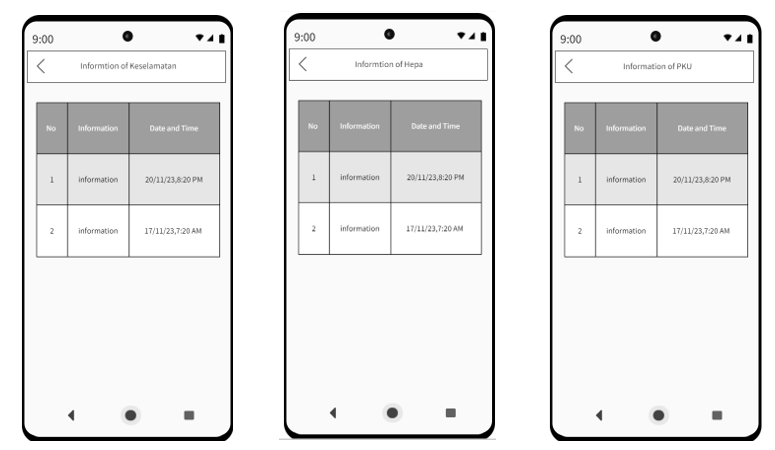 9:00
Informtion of Keselamatan
No Information Date and Time
1 information 20/11/23,8:20 PM
2 information 17/11/23,7:20 AM
9:00
Informtion of Hepa
No Information Date and Time
1 information 20/11/23,8:20 PM
2 information 17/11/23,7:20 AM
9:00
Information of PKU
No Information Date and Time
1 information 20/11/23,8:20 PM
2 information 17/11/23,7:20 AM